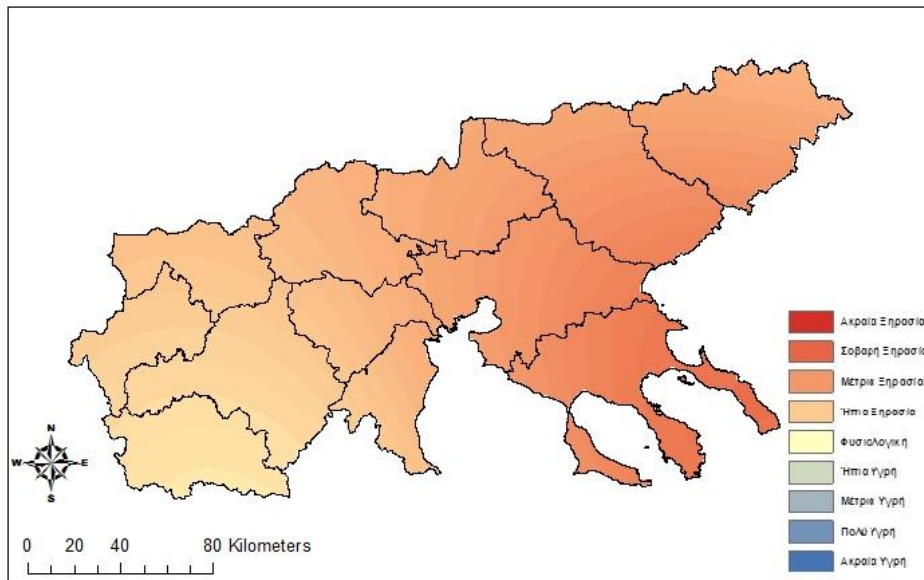 Ακραία Ξηρασία
Σοβαρή Ξηρασία
Μέτρια Ξηρασία
Ήπια Ξηρασία
Φυσιολογική
Ήπια Υγρή
Μέτρια Υγρή
Πολύ Υγρή
Ακραία Υγρή
N
W E
S
0 20 40 80 Kilometers